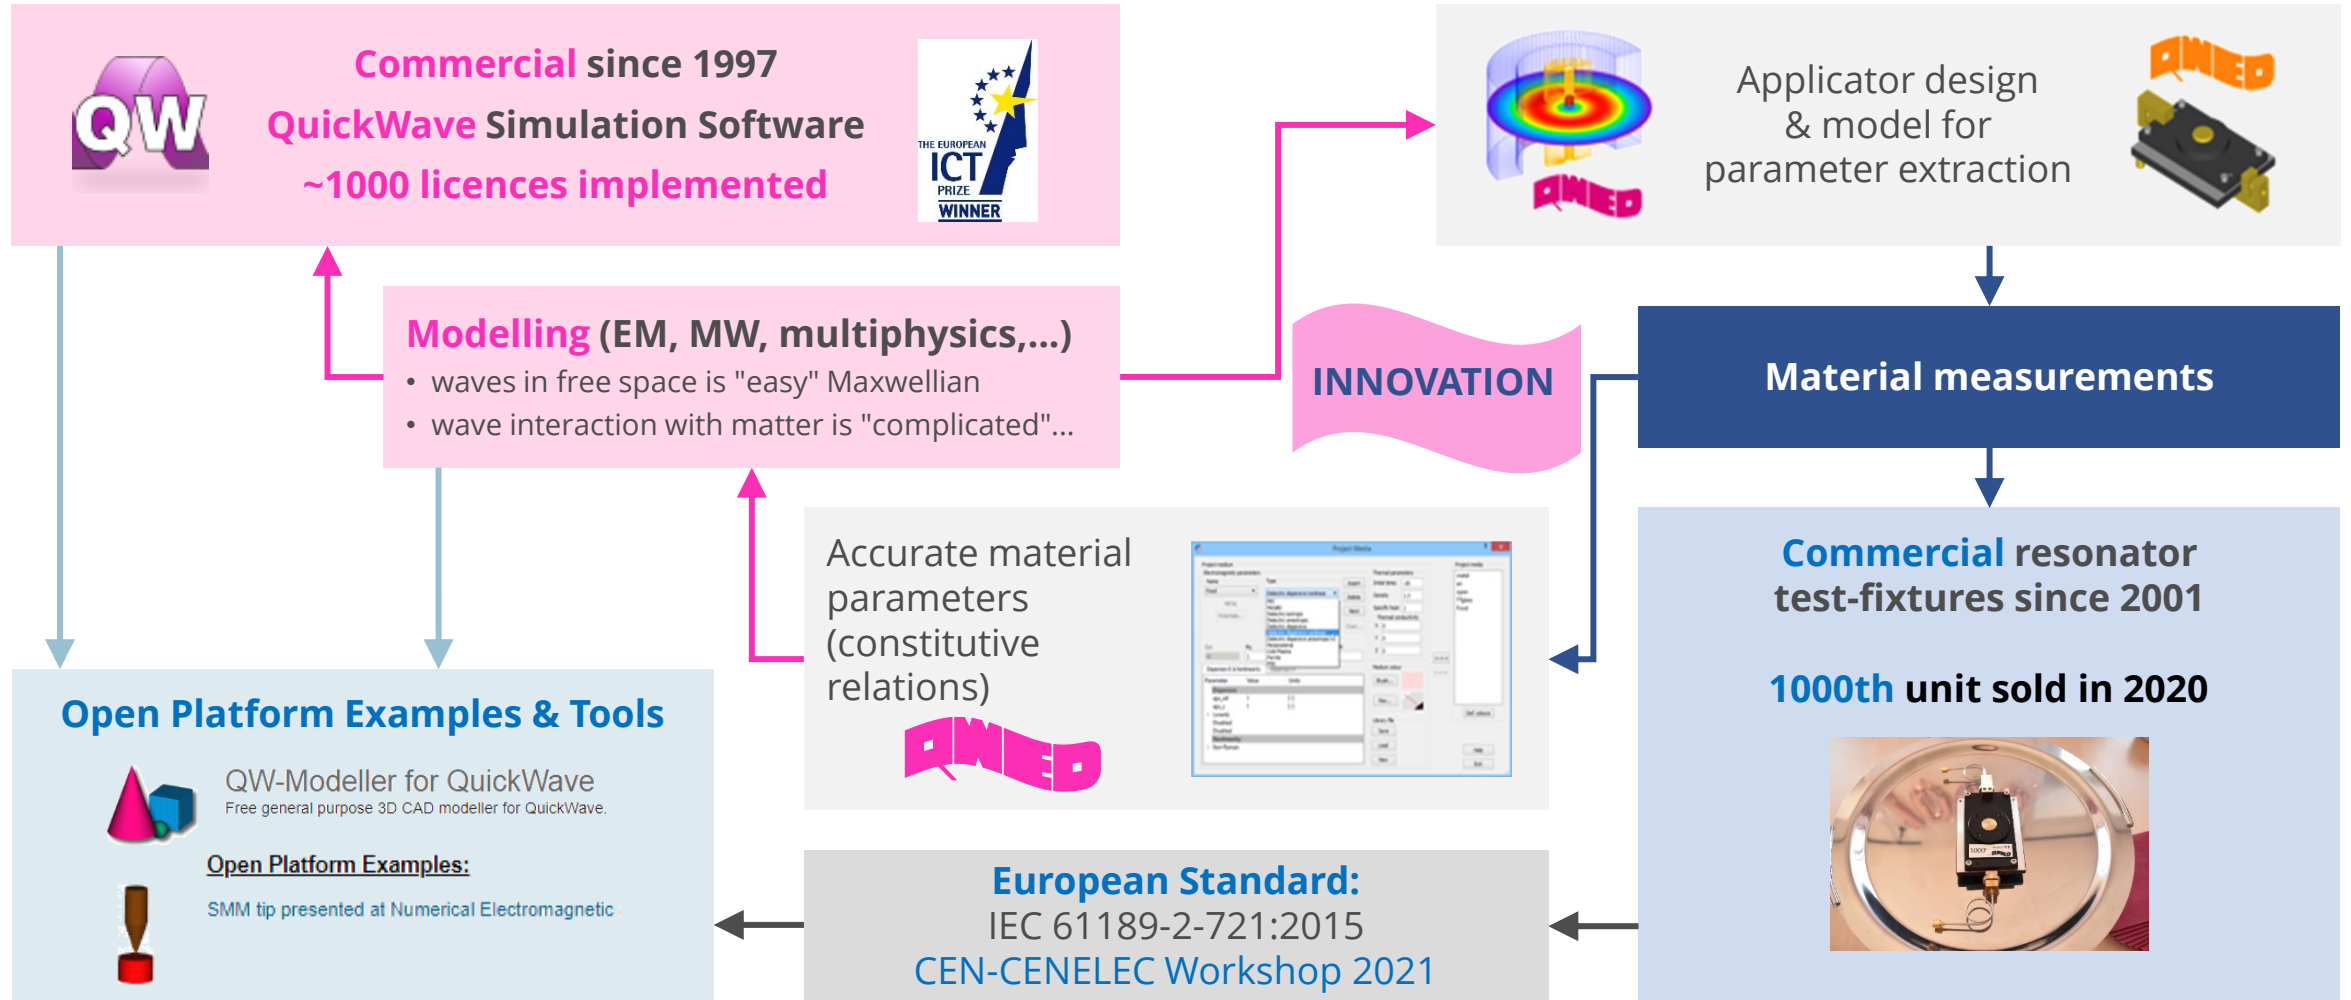 QW
Commercial since 1997
QuickWave Simulation Software
~1000 licences implemented
THE EUROPEAN
ICT
PRIZE
WINNER
QWED
Applicator design
& model for
parameter extraction
QWED
Modelling (EM, MW, multiphysics,...)
• waves in free space is "easy" Maxwellian
• wave interaction with matter is "complicated"...
INNOVATION
Material measurements
Accurate material
parameters
(constitutive
relations)
QWED
Project Media
Commercial resonator
test-fixtures since 2001
1000th unit sold in 2020
Open Platform Examples & Tools
QW-Modeller for QuickWave
Free general purpose 3D CAD modeller for QuickWave.
Open Platform Examples:
SMM tip presented at Numerical Electromagnetic
European Standard:
IEC 61189-2-721:2015
CEN-CENELEC Workshop 2021